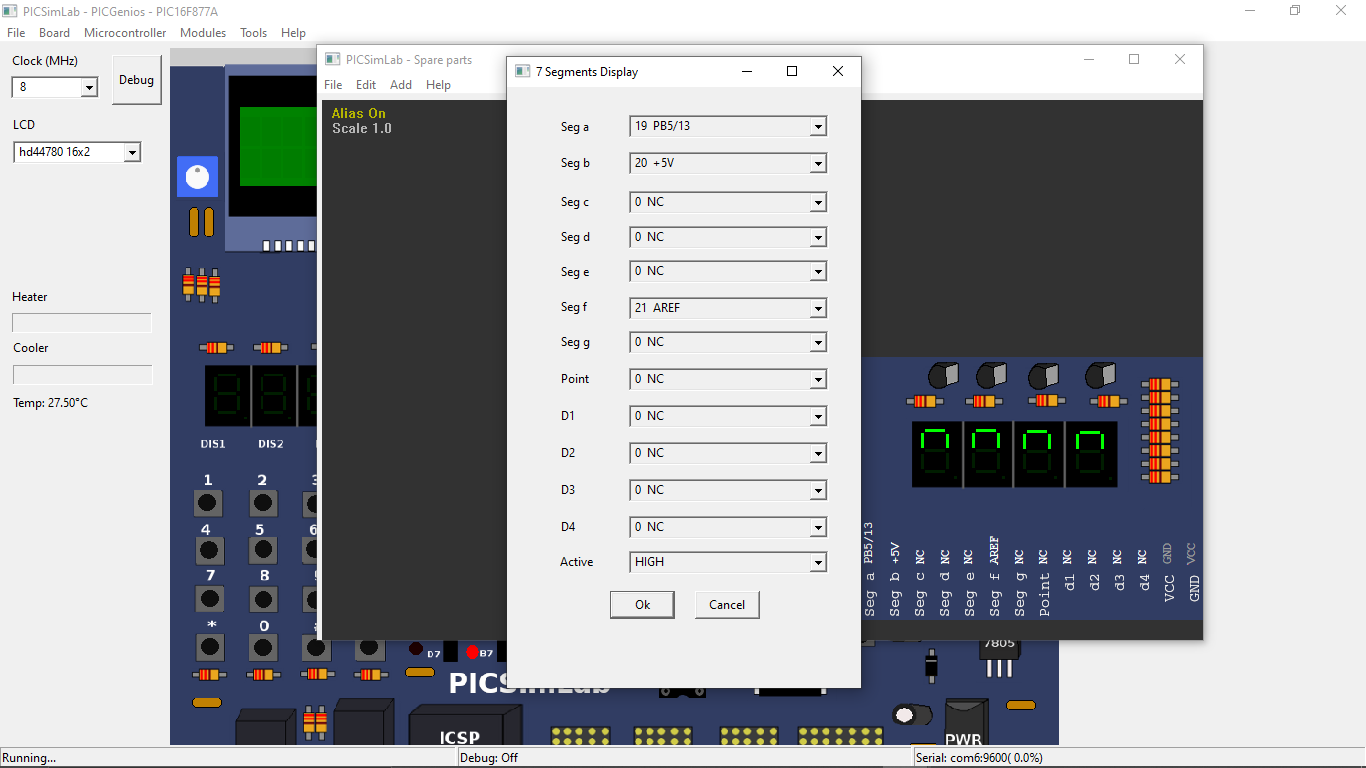 PICSimLab - PICGenios - PIC16F877A
File Board Microcontroller Modules Tools Help
Clock (MHz)
8
Debug
LCD
hd44780 16x2
Heater
Cooler
Temp: 27.50°C
PICSimLab - Spare parts
File Edit Add Help
Alias On
Scale 1.0
7 Segments Display
Seg a 19 PB5/13
Seg b 20 +5V
Seg c 0 NC
Seg d 0 NC
Seg e 0 NC
Seg f 21 AREF
Seg g 0 NC
Point 0 NC
D1 0 NC
D2 0 NC
D3 0 NC
D4 0 NC
Active HIGH
Ok Cancel
Seg a PB5/13
Seg b +5V
Seg c NC
Seg d NC
Seg e NC
Seg f AREF
Seg g NC
Point NC
d1 NC
d2 NC
d3 NC
d4 NC
VCC GND
GND VCC
DIS1 DIS2
1 2 3
4 5 6
7 8 9
* 0 #
D7 B7
7805
PICSimLab
ICSP
PWR
Running...
Debug: Off
Serial: com6:9600( 0.0%)